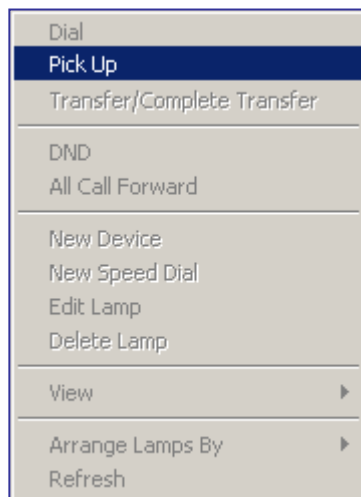 Dial
Pick Up
Transfer/Complete Transfer
DND
All Call Forward
New Device
New Speed Dial
Edit Lamp
Delete Lamp
View
Arrange Lamps By
Refresh